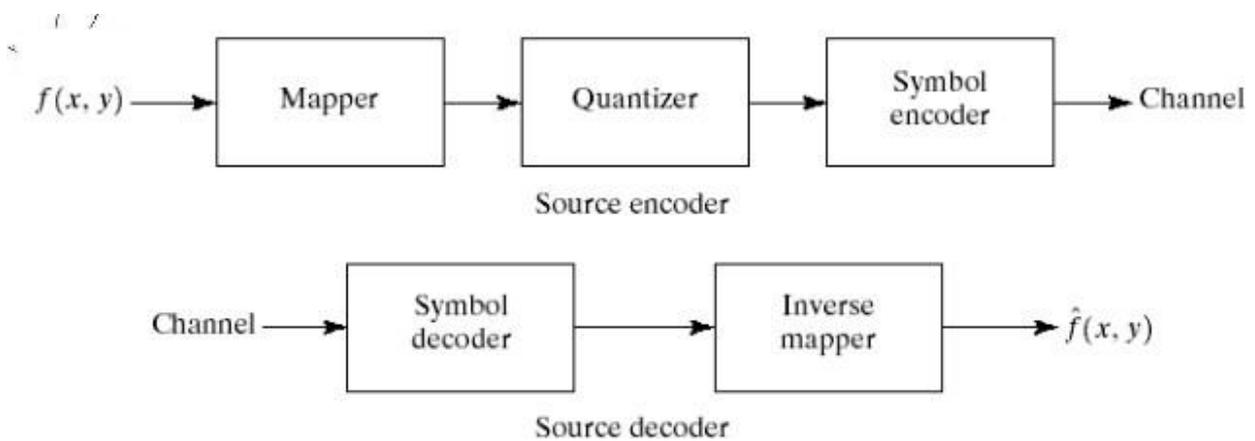 f(x, y)
Mapper
Quantizer
Symbol
encoder
Channel
Source encoder
Channel
Symbol
decoder
Inverse
mapper
f̂(x, y)
Source decoder